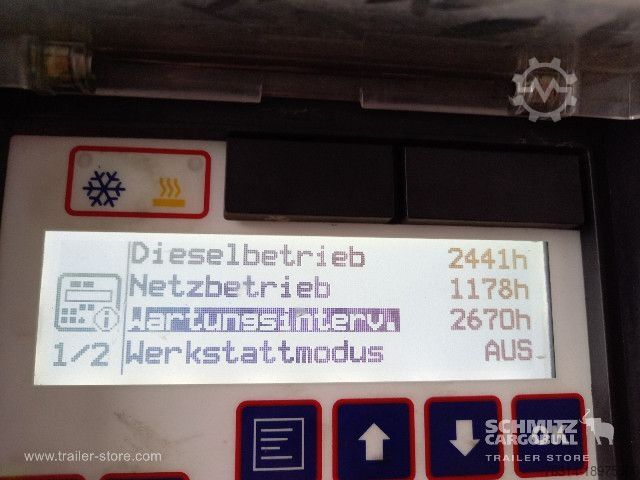 Dieselbetrieb 2441h
Netzbetrieb 1178h
Wartungsinterv. 2670h
1/2 Werkstattmodus AUS
SCHMITZ
CARGOBULL
TRAILER STORE
www.trailer-store.com